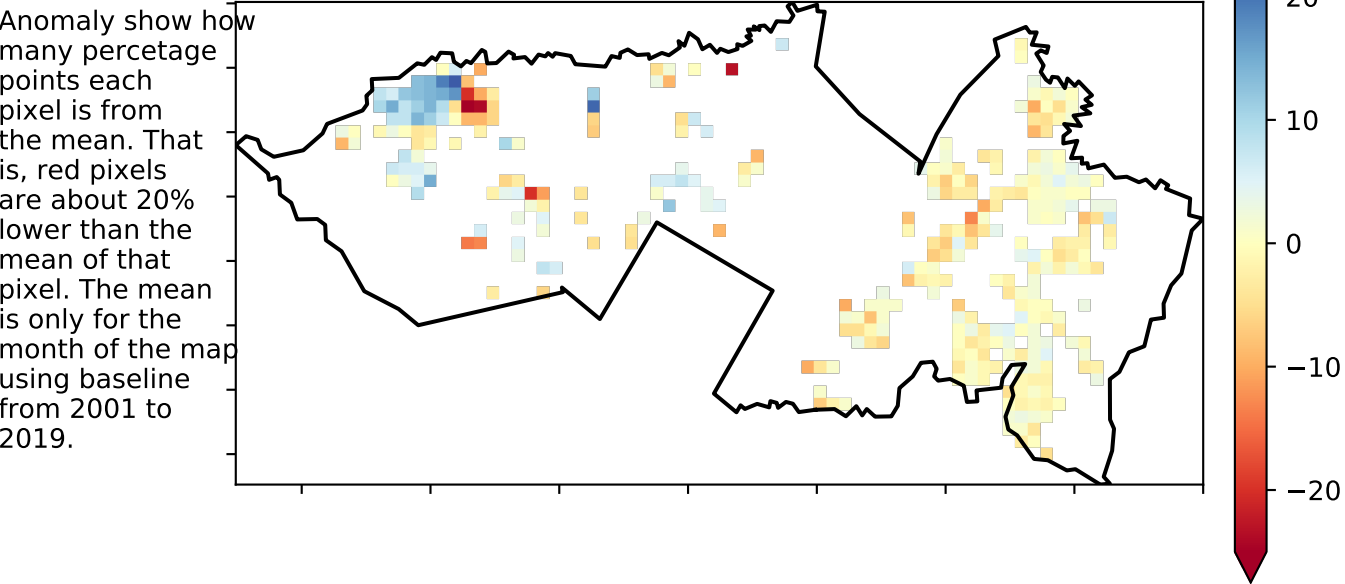 Anomaly show how
many percetage
points each
pixel is from
the mean. That
is, red pixels
are about 20%
lower than the
mean of that
pixel. The mean
is only for the
month of the map
using baseline
from 2001 to
2019.
20
10
0
−10
−20